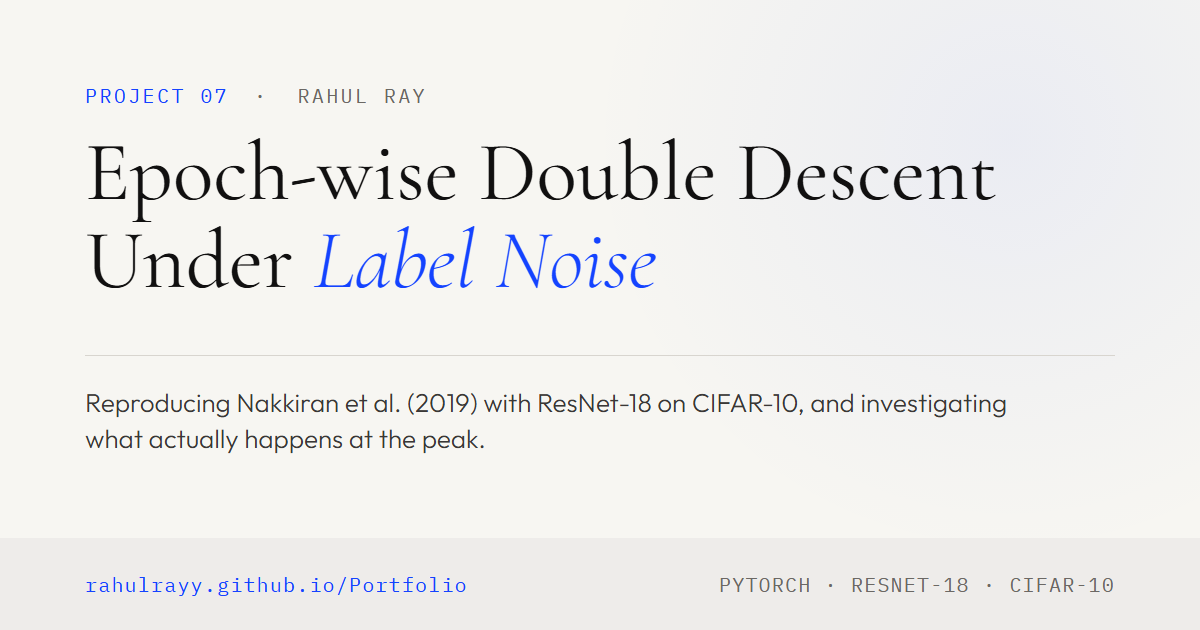 PROJECT 07 · RAHUL RAY
Epoch-wise Double Descent
Under Label Noise
Reproducing Nakkiran et al. (2019) with ResNet-18 on CIFAR-10, and investigating
what actually happens at the peak.
rahulrayy.github.io/Portfolio
PYTORCH · RESNET-18 · CIFAR-10